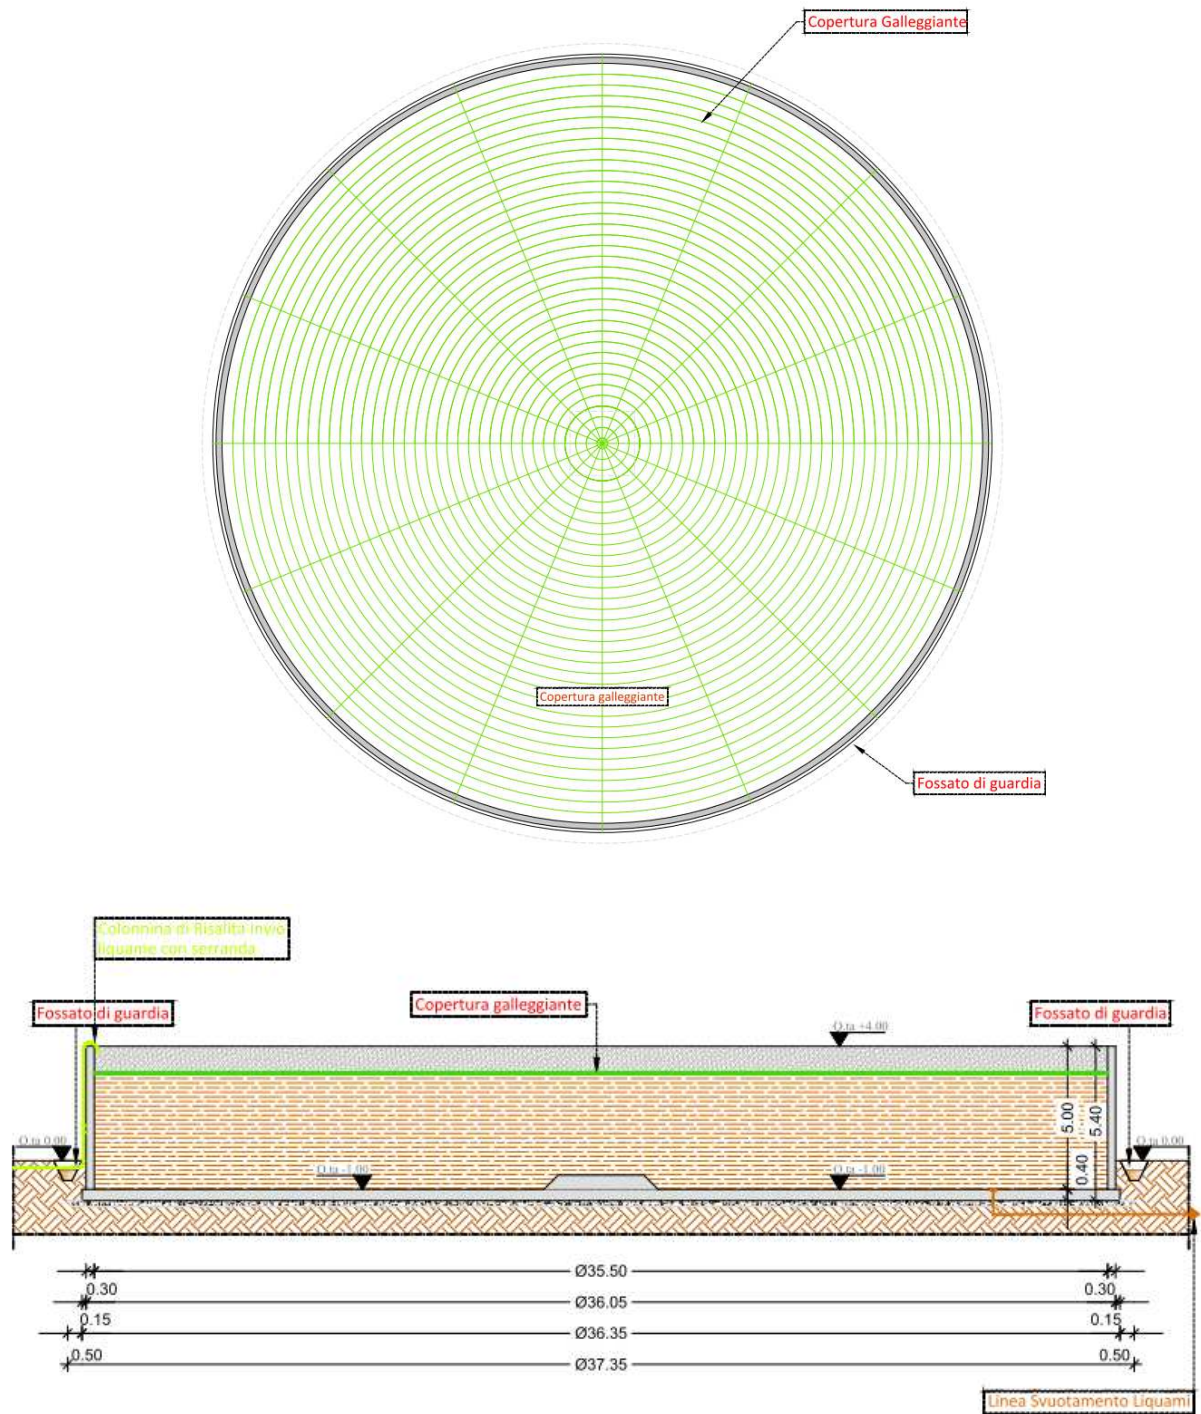 Copertura Galleggiante
Copertura galleggiante
Fossato di guardia
Colonnina di Risalita invio
liquame con serranda
Fossato di guardia
Copertura galleggiante
Fossato di guardia
Q.ta +4.00
5.00
5.40
0.40
Q.ta 0.00
Q.ta 0.00
Q.ta -1.00
Q.ta -1.00
Ø35.50
0.30
0.30
Ø36.05
0.15
0.15
Ø36.35
0.50
0.50
Ø37.35
Linea Svuotamento Liquami